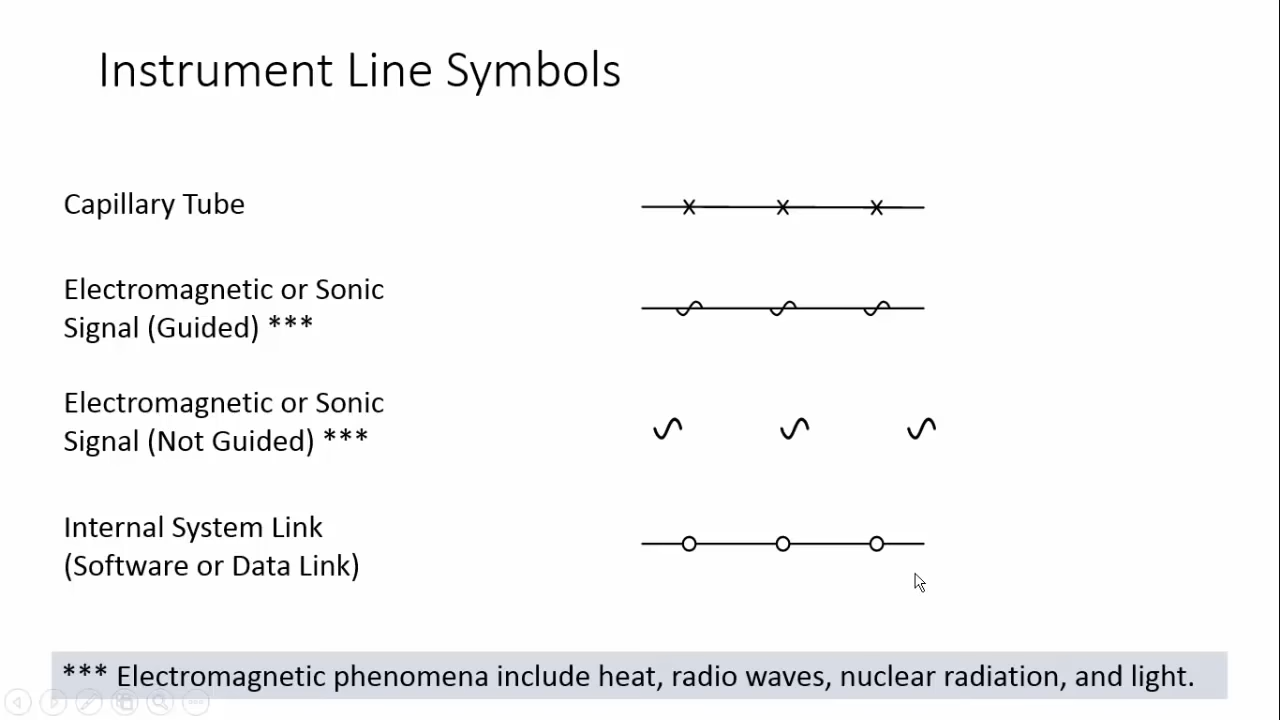 Instrument Line Symbols
Capillary Tube
Electromagnetic or Sonic
Signal (Guided) ***
Electromagnetic or Sonic
Signal (Not Guided) ***
Internal System Link
(Software or Data Link)
*** Electromagnetic phenomena include heat, radio waves, nuclear radiation, and light.